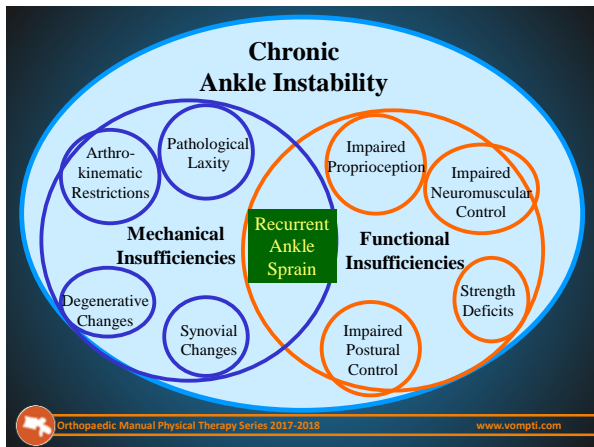 Chronic
Ankle Instability
Arthro-
kinematic
Restrictions
Pathological
Laxity
Impaired
Proprioception
Impaired
Neuromuscular
Control
Mechanical
Insufficiencies
Recurrent
Ankle
Sprain
Functional
Insufficiencies
Degenerative
Changes
Synovial
Changes
Impaired
Postural
Control
Strength
Deficits
Orthopaedic Manual Physical Therapy Series 2017-2018
www.vompti.com